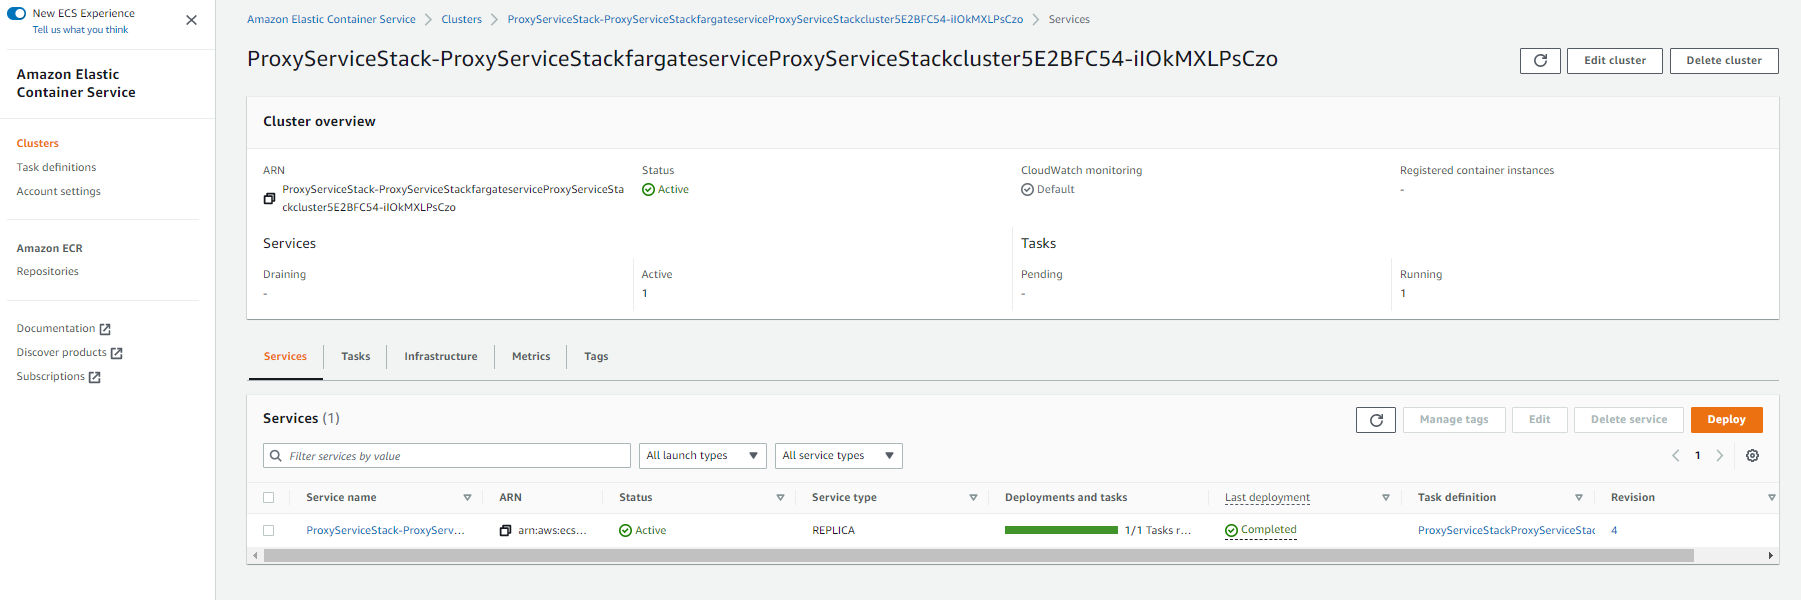 New ECS Experience
Tell us what you think
Amazon Elastic
Container Service
Clusters
Task definitions
Account settings
Amazon ECR
Repositories
Documentation
Discover products
Subscriptions
Amazon Elastic Container Service
Clusters
ProxyServiceStack-ProxyServiceStackfargateserviceProxyServiceStackcluster5E2BFC54-iIOkMXLPsCzo
Services
ProxyServiceStack-ProxyServiceStackfargateserviceProxyServiceStackcluster5E2BFC54-iIOkMXLPsCzo
Edit cluster
Delete cluster
Cluster overview
ARN
ProxyServiceStack-ProxyServiceStackfargateserviceProxyServiceSta
ckcluster5E2BFC54-iIOkMXLPsCzo
Status
Active
CloudWatch monitoring
Default
Registered container instances
-
Services
Draining
-
Active
1
Tasks
Pending
-
Running
1
Services
Tasks
Infrastructure
Metrics
Tags
Services (1)
Manage tags
Edit
Delete service
Deploy
Filter services by value
All launch types
All service types
1
Service name
ARN
Status
Service type
Deployments and tasks
Last deployment
Task definition
Revision
ProxyServiceStack-ProxyServ...
arn:aws:ecs...
Active
REPLICA
1/1 Tasks r...
Completed
ProxyServiceStackProxyServiceStac
4